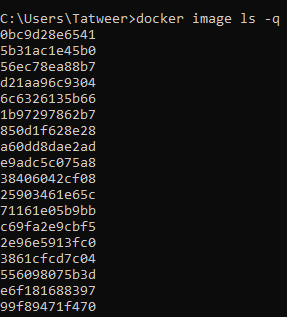 C:\Users\Tatweer>docker image ls -q
0bc9d28e6541
5b31ac1e45b0
56ec78ea88b7
d21aa96c9304
6c6326135b66
1b97297862b7
850d1f628e28
a60dd8dae2ad
e9adc5c075a8
38406042cf08
25903461e65c
71161e05b9bb
c69fa2e9cbf5
2e96e5913fc0
3861cfcd7c04
556098075b3d
e6f181688397
99f89471f470